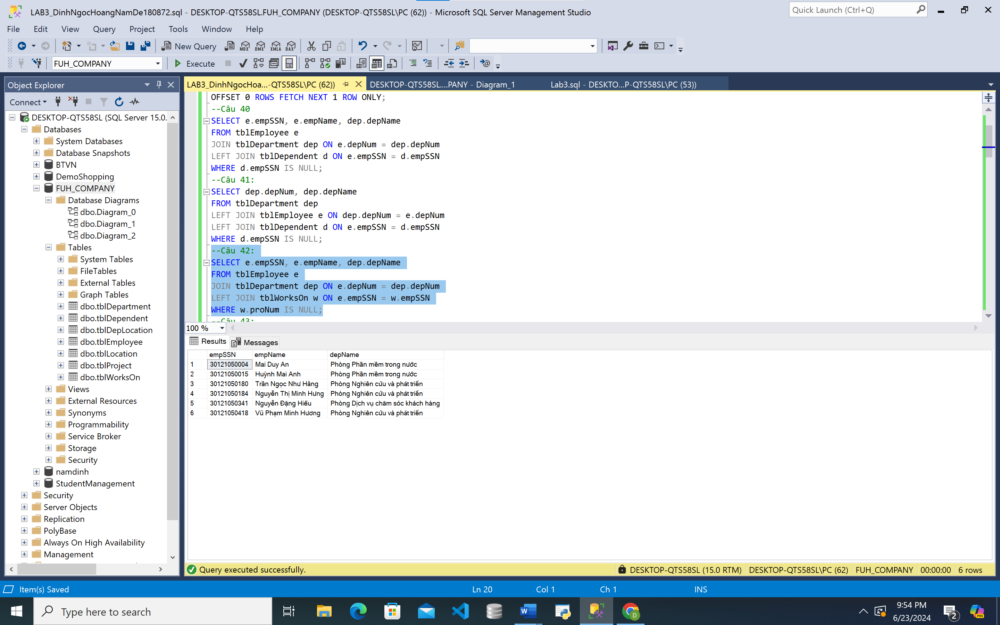 LAB3_DinhNgocHoangNamDe180872.sql - DESKTOP-QTS58SL.FUH_COMPANY (DESKTOP-QTS58SL\PC (62)) - Microsoft SQL Server Management Studio
Quick Launch (Ctrl+Q)
File Edit View Query Project Tools Window Help
New Query MDX DMX XMLA DAX
FUH_COMPANY Execute
Object Explorer
Connect
DESKTOP-QTS58SL (SQL Server 15.0.
Databases
System Databases
Database Snapshots
BTVN
DemoShopping
FUH_COMPANY
Database Diagrams
dbo.Diagram_0
dbo.Diagram_1
dbo.Diagram_2
Tables
System Tables
FileTables
External Tables
Graph Tables
dbo.tblDepartment
dbo.tblDependent
dbo.tblDepLocation
dbo.tblEmployee
dbo.tblLocation
dbo.tblProject
dbo.tblWorksOn
Views
External Resources
Synonyms
Programmability
Service Broker
Storage
Security
namdinh
StudentManagement
Security
Server Objects
Replication
PolyBase
Always On High Availability
Management
LAB3_DinhNgocHoa...-QTS58SL\PC (62)) DESKTOP-QTS58SL....PANY - Diagram_1 Lab3.sql - DESKTO...P-QTS58SL\PC (53))
OFFSET 0 ROWS FETCH NEXT 1 ROW ONLY;
--Câu 40
SELECT e.empSSN, e.empName, dep.depName
FROM tblEmployee e
JOIN tblDepartment dep ON e.depNum = dep.depNum
LEFT JOIN tblDependent d ON e.empSSN = d.empSSN
WHERE d.empSSN IS NULL;
--Câu 41:
SELECT dep.depNum, dep.depName
FROM tblDepartment dep
LEFT JOIN tblEmployee e ON dep.depNum = e.depNum
LEFT JOIN tblDependent d ON e.empSSN = d.empSSN
WHERE d.empSSN IS NULL;
--Câu 42:
SELECT e.empSSN, e.empName, dep.depName
FROM tblEmployee e
JOIN tblDepartment dep ON e.depNum = dep.depNum
LEFT JOIN tblWorksOn w ON e.empSSN = w.empSSN
WHERE w.proNum IS NULL;
--Câu 43:
100 %
Results Messages
empSSN empName depName
1 30121050004 Mai Duy An Phòng Phần mềm trong nước
2 30121050015 Huỳnh Mai Anh Phòng Phần mềm trong nước
3 30121050180 Trần Ngọc Như Hằng Phòng Nghiên cứu và phát triển
4 30121050184 Nguyễn Thị Minh Hưng Phòng Nghiên cứu và phát triển
5 30121050341 Nguyễn Đặng Hiếu Phòng Dịch vụ chăm sóc khách hàng
6 30121050418 Vũ Phạm Minh Hương Phòng Nghiên cứu và phát triển
Query executed successfully. DESKTOP-QTS58SL (15.0 RTM) DESKTOP-QTS58SL\PC (62) FUH_COMPANY 00:00:00 6 rows
Item(s) Saved Ln 20 Col 1 Ch 1 INS
Type here to search
9:54 PM
6/23/2024
2
PRE